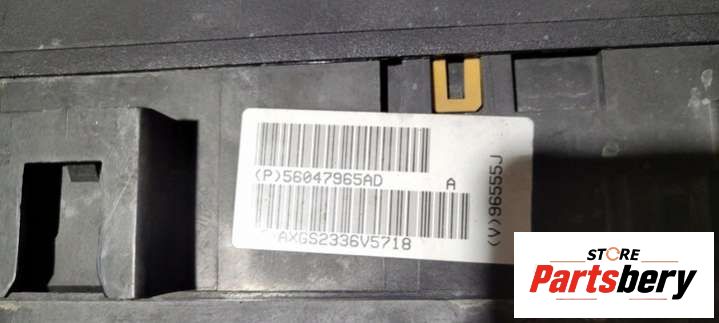 (P)56047965AD A
AXGS2336V5718
(V)96555J
STORE
Partsbery